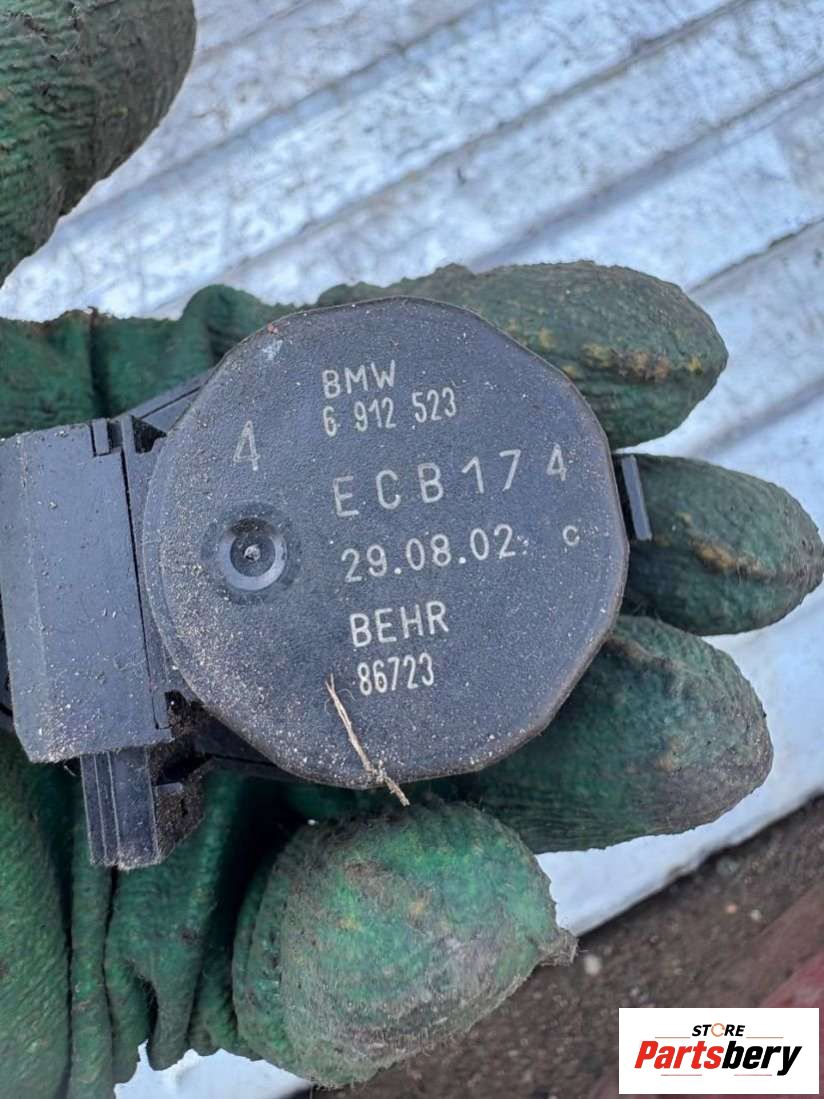 BMW
6 912 523
4
ECB174
29.08.02. c
BEHR
86723
STORE
Partsbery